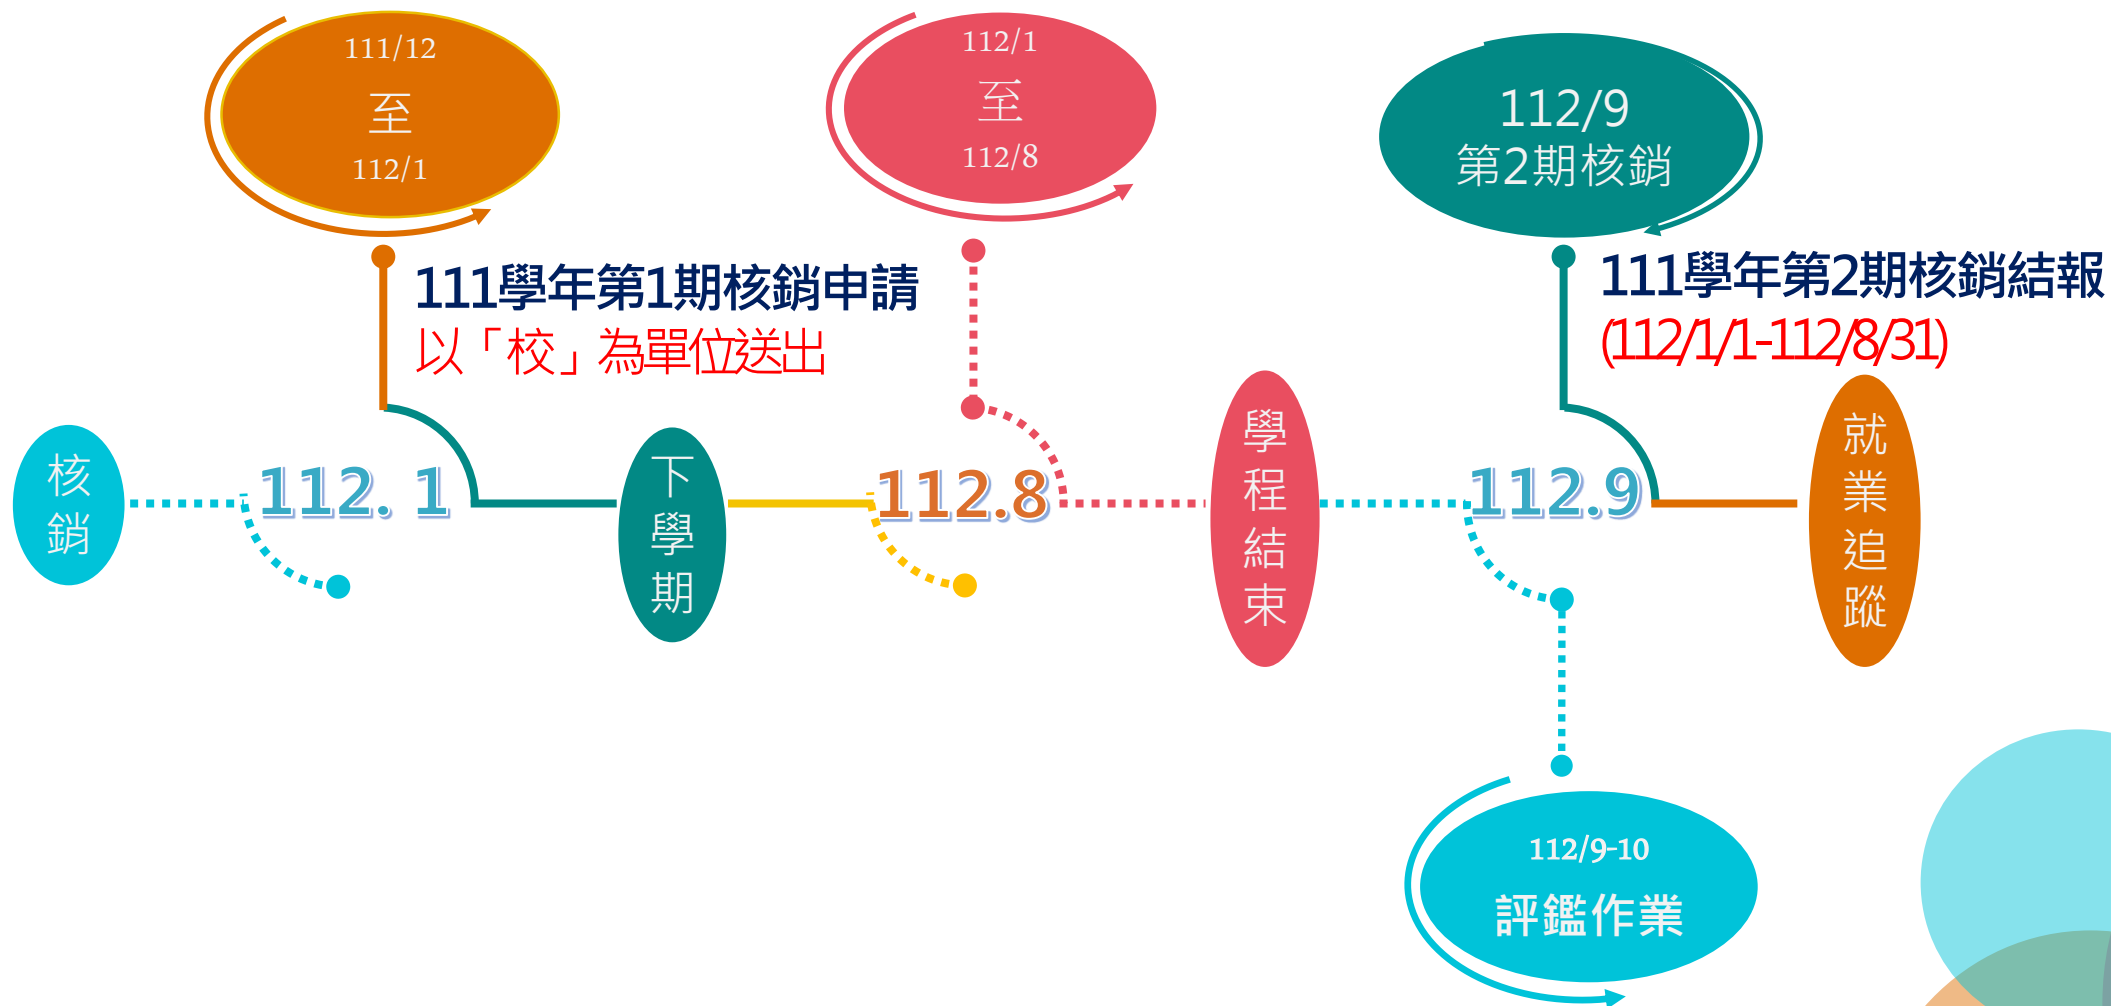 111/12
至
112/1
112/1
至
112/8
112/9
第2期核銷
111學年第1期核銷申請
以「校」為單位送出
111學年第2期核銷結報
(112/1/1-112/8/31)
核銷
112. 1
下學期
112.8
學程結束
112.9
就業追蹤
112/9-10
評鑑作業